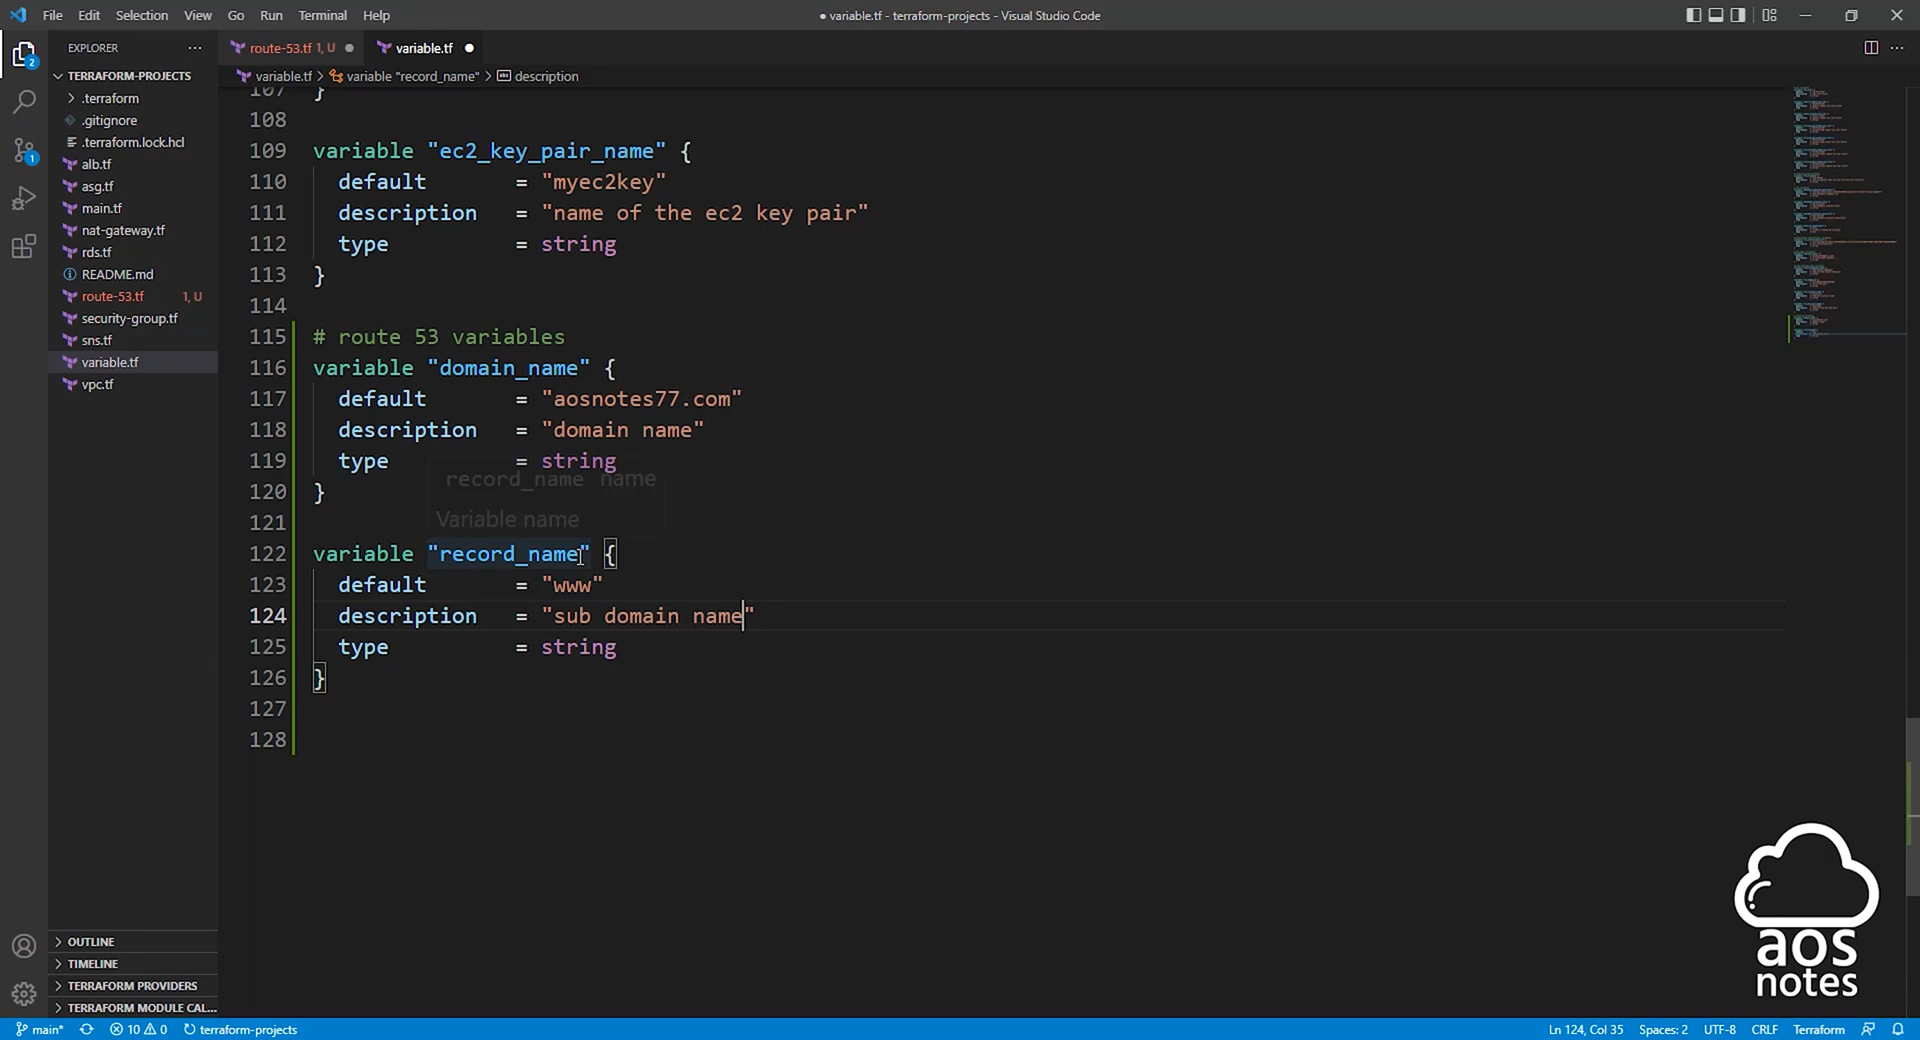 File Edit Selection View Go Run Terminal Help
● variable.tf - terraform-projects - Visual Studio Code
EXPLORER
TERRAFORM-PROJECTS
.terraform
.gitignore
.terraform.lock.hcl
alb.tf
asg.tf
main.tf
nat-gateway.tf
rds.tf
README.md
route-53.tf 1, U
security-group.tf
sns.tf
variable.tf
vpc.tf
OUTLINE
TIMELINE
TERRAFORM PROVIDERS
TERRAFORM MODULE CAL...
2
1
route-53.tf 1, U ● variable.tf ●
variable.tf > variable "record_name" > description
107 }
108
109 variable "ec2_key_pair_name" {
110 default = "myec2key"
111 description = "name of the ec2 key pair"
112 type = string
113 }
114
115 # route 53 variables
116 variable "domain_name" {
117 default = "aosnotes77.com"
118 description = "domain name"
119 type = string
record_name name
120 }
Variable name
121
122 variable "record_name" {
123 default = "www"
124 description = "sub domain name"
125 type = string
126 }
127
128
aos
notes
main* 10 0 terraform-projects
Ln 124, Col 35 Spaces: 2 UTF-8 CRLF Terraform